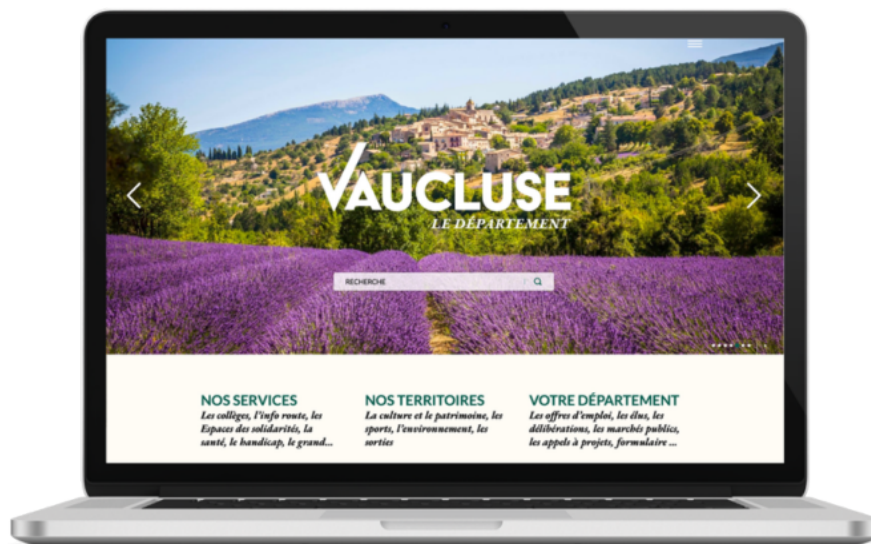 VAUCLUSE
LE DÉPARTEMENT
RECHERCHE
NOS SERVICES
Les collèges, l'info route, les
Espaces des solidarités, la
santé, le handicap, le grand...
NOS TERRITOIRES
La culture et le patrimoine, les
sports, l'environnement, les
sorties
VOTRE DÉPARTEMENT
Les offres d'emploi, les élus, les
délibérations, les marchés publics,
les appels à projets, formulaire ...